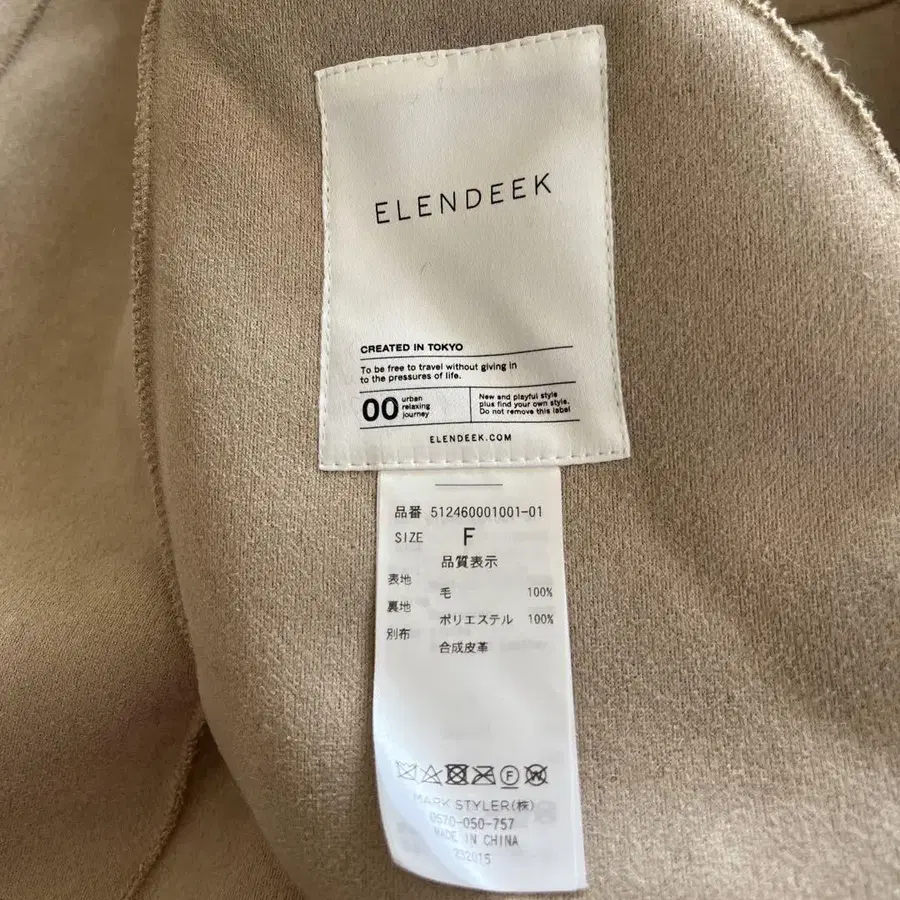 ELENDEEK
CREATED IN TOKYO
To be free to travel without giving in
to the pressures of life.
00 urban
relaxing
journey
New and playful style
plus find your own style.
Do not remove this label
ELENDEEK.COM
品番 512460001001-01
SIZE F
品質表示
表地 毛 100%
裏地 ポリエステル 100%
別布 合成皮革
MARK STYLER(株)
0570-050-757
MADE IN CHINA
232015